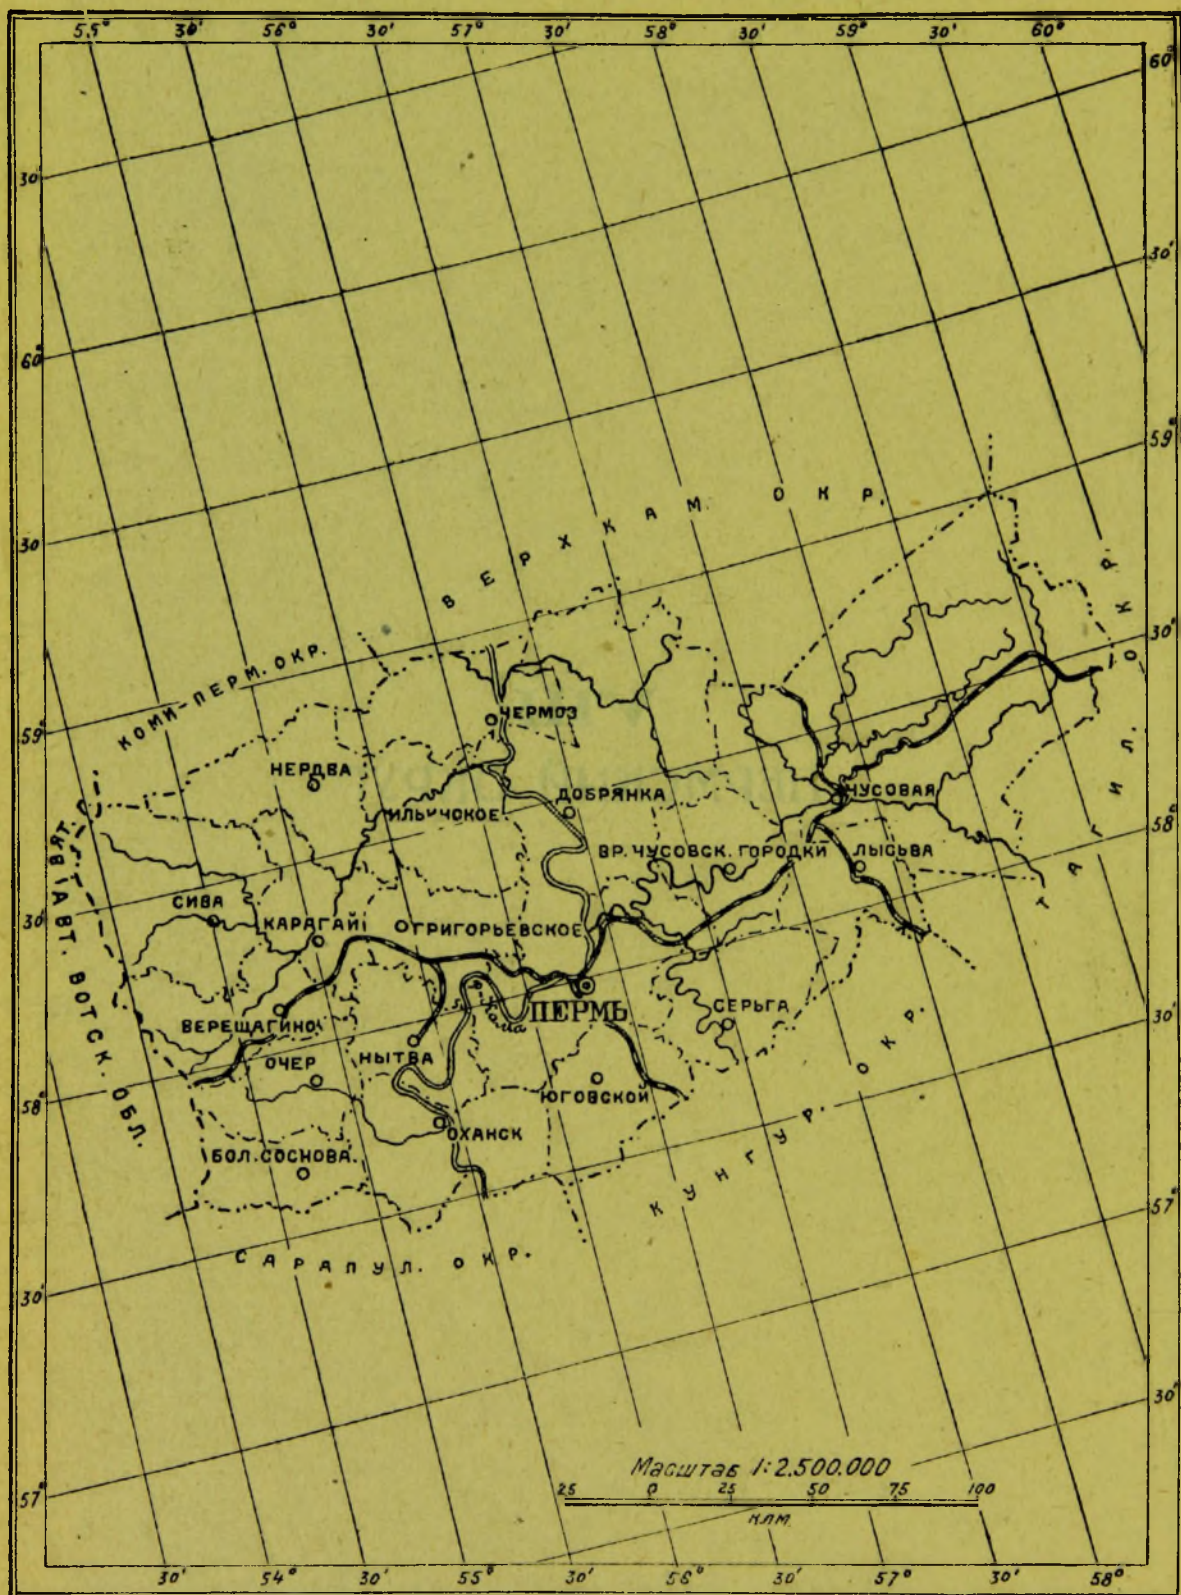 55° 30' 56° 30' 57° 30' 58° 30' 59° 30' 60°
60°
30'
30'
60°
59°
30
30'
59°
58°
30'
30'
58°
57°
30'
30'
57°
ВЕРХКАМ. ОКР.
КОМИ-ПЕРМ. ОКР.
ТАГИЛ. ОКР.
ЧЕРМОЗ
НЕРДВА
ДОБРЯНКА
ЧУСОВАЯ
ИЛЬИЧОКОЕ
ВР. ЧУСОВСК. ГОРОДКИ
ЛЫСЬВА
ВЯТ.
АВТ. ВОТСК. ОБЛ.
СИВА
КАРАГАЙ
ГРИГОРЬЕВСКОЕ
р. Кама
ПЕРМЬ
СЕРЬГА
ВЕРЕЩАГИНО
НЫТВА
ОЧЕР
ЮГОВСКОЙ
ОХАНСК
БОЛ. СОСНОВА.
КУНГУР. ОКР.
САРАПУЛ. ОКР.
Масштаб 1:2.500.000
25 0 25 50 75 100
КЛМ
30' 54° 30' 55° 30' 56° 30' 57° 30' 58°